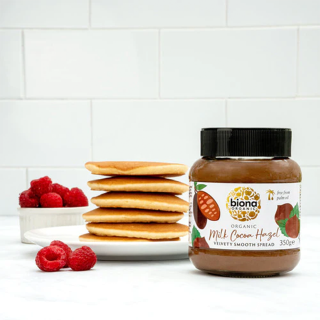 biona
ORGANIC
ORGANIC
Milk Cocoa Hazel
VELVETY SMOOTH SPREAD
350g